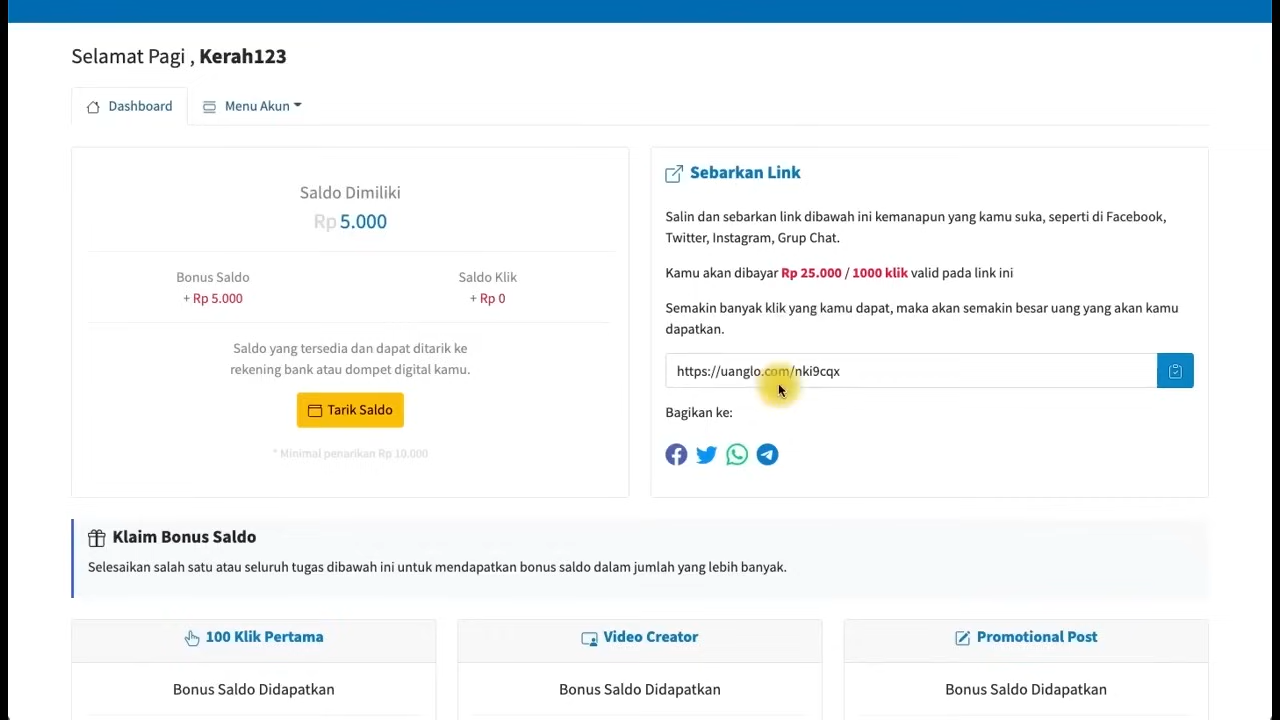 Selamat Pagi , Kerah123
Dashboard
Menu Akun
Saldo Dimiliki
Rp 5.000
Bonus Saldo
+ Rp 5.000
Saldo Klik
+ Rp 0
Saldo yang tersedia dan dapat ditarik ke
rekening bank atau dompet digital kamu.
Tarik Saldo
* Minimal penarikan Rp 10.000
Sebarkan Link
Salin dan sebarkan link dibawah ini kemanapun yang kamu suka, seperti di Facebook,
Twitter, Instagram, Grup Chat.
Kamu akan dibayar Rp 25.000 / 1000 klik valid pada link ini
Semakin banyak klik yang kamu dapat, maka akan semakin besar uang yang akan kamu
dapatkan.
https://uanglo.com/nki9cqx
Bagikan ke:
Klaim Bonus Saldo
Selesaikan salah satu atau seluruh tugas dibawah ini untuk mendapatkan bonus saldo dalam jumlah yang lebih banyak.
100 Klik Pertama
Bonus Saldo Didapatkan
Video Creator
Bonus Saldo Didapatkan
Promotional Post
Bonus Saldo Didapatkan